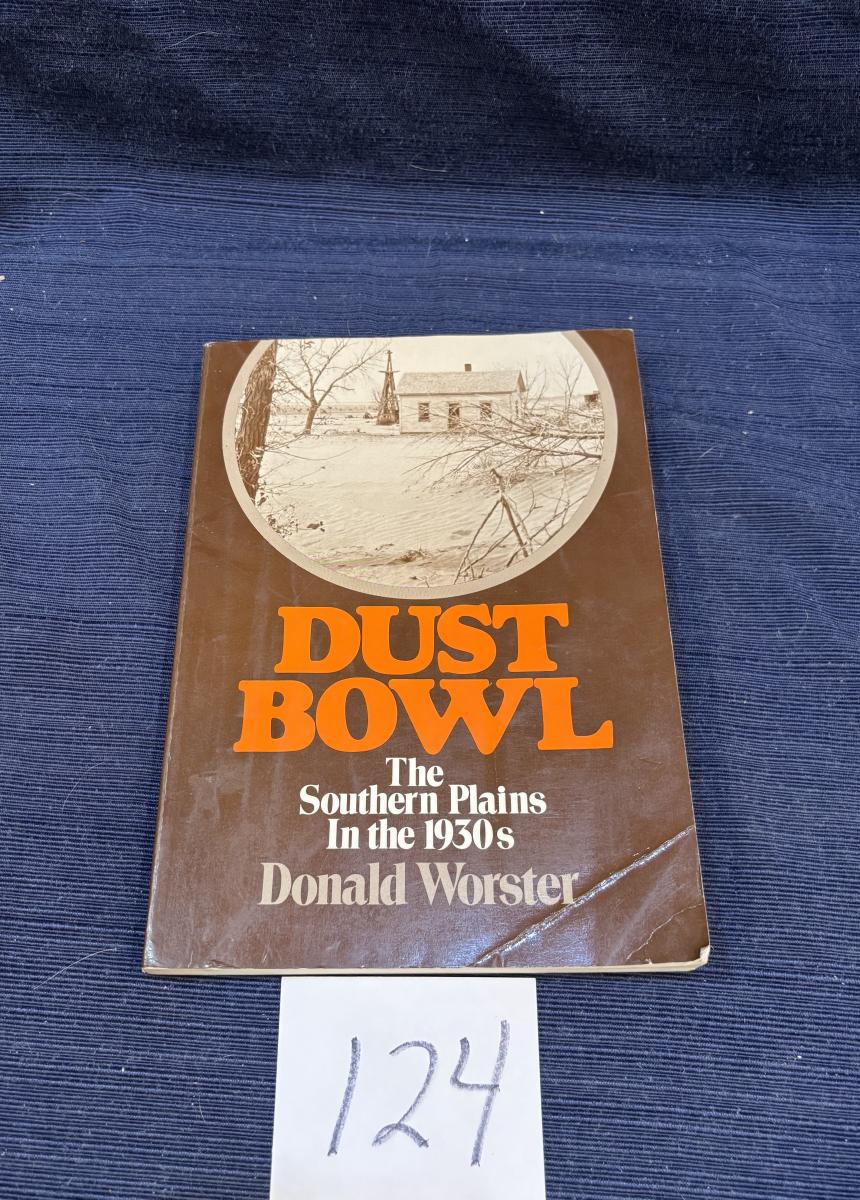 DUST
BOWL
The
Southern Plains
In the 1930s
Donald Worster
124